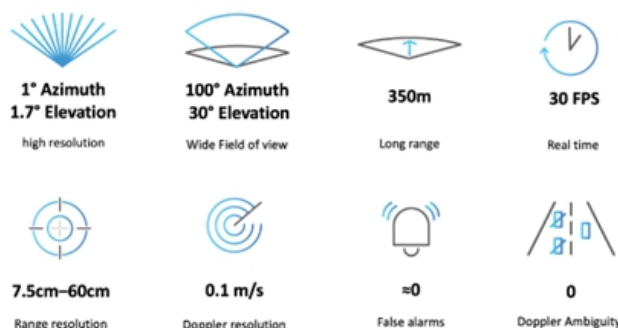 1° Azimuth
1.7° Elevation
high resolution
100° Azimuth
30° Elevation
Wide Field of view
350m
Long range
30 FPS
Real time
7.5cm–60cm
Range resolution
0.1 m/s
Doppler resolution
≈0
False alarms
0
Doppler Ambiguity